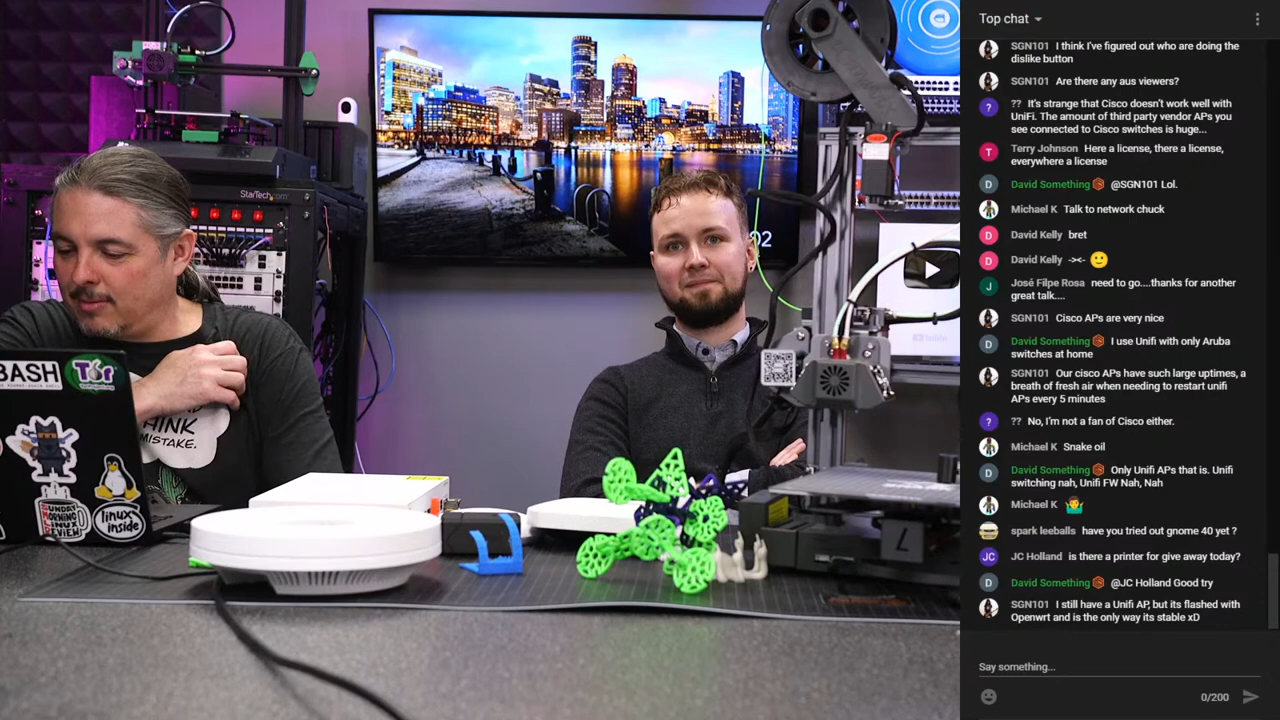 StarTech.com
02
BASH
Tor
THINK
MISTAKE.
SUNDAY
MORNING
LINUX
REVIEW
linux
inside
L
Top chat
SGN101 I think I've figured out who are doing the
dislike button
SGN101 Are there any aus viewers?
?
?? It's strange that Cisco doesn't work well with
UniFi. The amount of third party vendor APs you
see connected to Cisco switches is huge...
T
Terry Johnson Here a license, there a license,
everywhere a license
D
David Something @SGN101 Lol.
Michael K Talk to network chuck
D
David Kelly bret
D
David Kelly -><- 🙂
J
José Filpe Rosa need to go....thanks for another
great talk....
SGN101 Cisco APs are very nice
D
David Something I use Unifi with only Aruba
switches at home
SGN101 Our cisco APs have such large uptimes, a
breath of fresh air when needing to restart unifi
APs every 5 minutes
?
?? No, I'm not a fan of Cisco either.
Michael K Snake oil
D
David Something Only Unifi APs that is. Unifi
switching nah, Unifi FW Nah, Nah
Michael K 🤷‍♂️
spark leeballs have you tried out gnome 40 yet ?
JC
JC Holland is there a printer for give away today?
D
David Something @JC Holland Good try
SGN101 I still have a Unifi AP, but its flashed with
Openwrt and is the only way its stable xD
Say something...
0/200